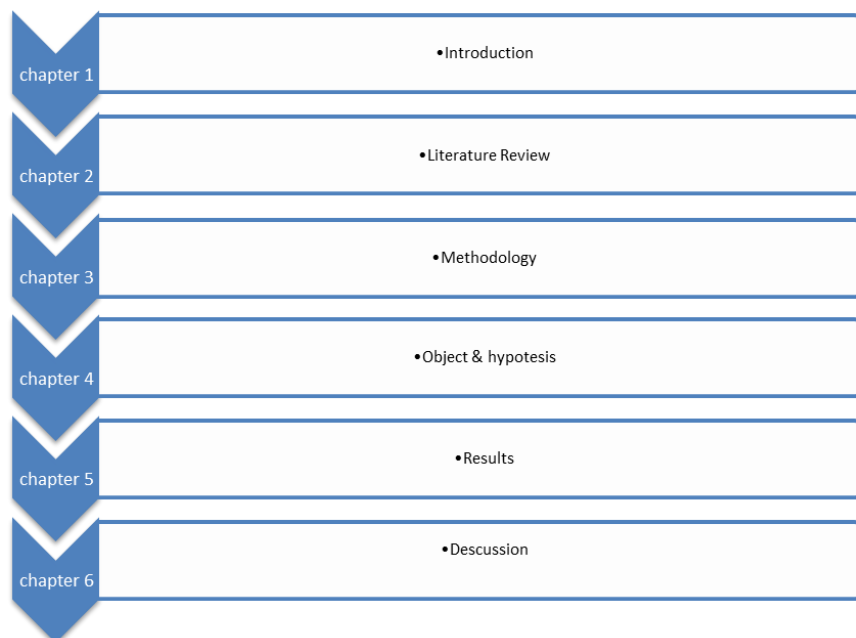 chapter 1
•Introduction
chapter 2
•Literature Review
chapter 3
•Methodology
chapter 4
•Object & hypotesis
chapter 5
•Results
chapter 6
•Descussion